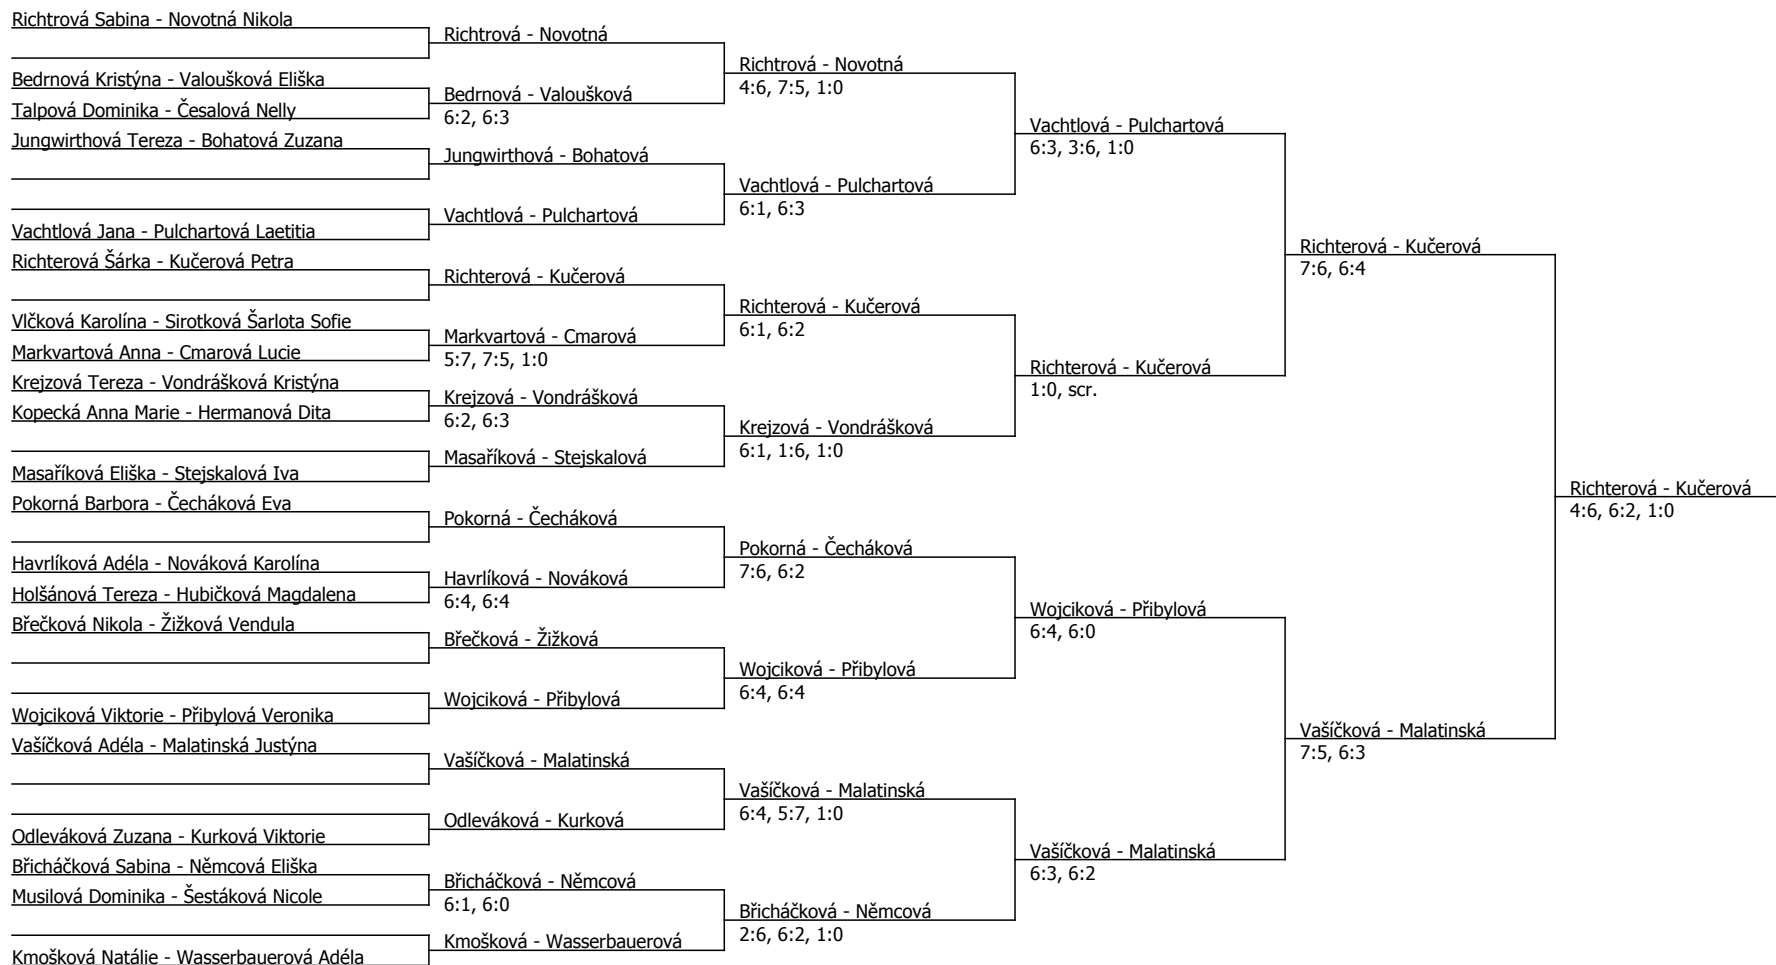 Richtrová Sabina - Novotná Nikola
Bedrnová Kristýna - Valoušková Eliška
Talpová Dominika - Česalová Nelly
Jungwirthová Tereza - Bohatová Zuzana
Vachtlová Jana - Pulchartová Laetitia
Richterová Šárka - Kučerová Petra
Vlčková Karolína - Sirotková Šarlota Sofie
Markvartová Anna - Cmarová Lucie
Krejzová Tereza - Vondrášková Kristýna
Kopecká Anna Marie - Hermanová Dita
Masaříková Eliška - Stejskalová Iva
Pokorná Barbora - Čecháková Eva
Havrlíková Adéla - Nováková Karolína
Holšánová Tereza - Hubičková Magdalena
Břečková Nikola - Žižková Vendula
Wojciková Viktorie - Přibylová Veronika
Vašíčková Adéla - Malatinská Justýna
Odleváková Zuzana - Kurková Viktorie
Břicháčková Sabina - Němcová Eliška
Musilová Dominika - Šestáková Nicole
Kmošková Natálie - Wasserbauerová Adéla
Richtrová - Novotná
Bedrnová - Valoušková
6:2, 6:3
Jungwirthová - Bohatová
Vachtlová - Pulchartová
Richterová - Kučerová
Markvartová - Cmarová
5:7, 7:5, 1:0
Krejzová - Vondrášková
6:2, 6:3
Masaříková - Stejskalová
Pokorná - Čecháková
Havrlíková - Nováková
6:4, 6:4
Břečková - Žižková
Wojciková - Přibylová
Vašíčková - Malatinská
Odleváková - Kurková
Břicháčková - Němcová
6:1, 6:0
Kmošková - Wasserbauerová
Richtrová - Novotná
4:6, 7:5, 1:0
Vachtlová - Pulchartová
6:1, 6:3
Richterová - Kučerová
6:1, 6:2
Krejzová - Vondrášková
6:1, 1:6, 1:0
Pokorná - Čecháková
7:6, 6:2
Wojciková - Přibylová
6:4, 6:4
Vašíčková - Malatinská
6:4, 5:7, 1:0
Břicháčková - Němcová
2:6, 6:2, 1:0
Vachtlová - Pulchartová
6:3, 3:6, 1:0
Richterová - Kučerová
1:0, scr.
Wojciková - Přibylová
6:4, 6:0
Vašíčková - Malatinská
6:3, 6:2
Richterová - Kučerová
7:6, 6:4
Vašíčková - Malatinská
7:5, 6:3
Richterová - Kučerová
4:6, 6:2, 1:0